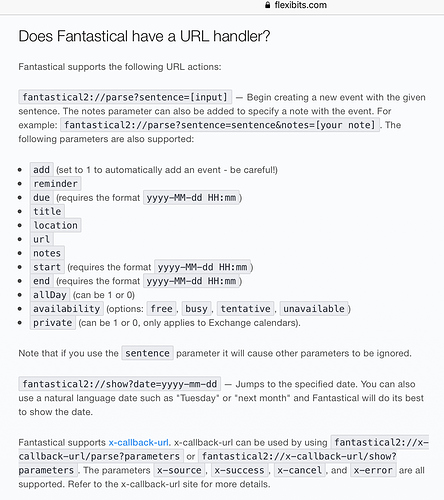 flexibits.com
Does Fantastical have a URL handler?
Fantastical supports the following URL actions:
fantastical2://parse?sentence=[input] — Begin creating a new event with the given
sentence. The notes parameter can also be added to specify a note with the event. For
example: fantastical2://parse?sentence=sentence&notes=[your note]. The
following parameters are also supported:
• add (set to 1 to automatically add an event - be careful!)
• reminder
• due (requires the format yyyy-MM-dd HH:mm)
• title
• location
• url
• notes
• start (requires the format yyyy-MM-dd HH:mm)
• end (requires the format yyyy-MM-dd HH:mm)
• allDay (can be 1 or 0)
• availability (options: free, busy, tentative, unavailable)
• private (can be 1 or 0, only applies to Exchange calendars).
Note that if you use the sentence parameter it will cause other parameters to be ignored.
fantastical2://show?date=yyyy-mm-dd — Jumps to the specified date. You can also
use a natural language date such as "Tuesday" or "next month" and Fantastical will do its best
to show the date.
Fantastical supports x-callback-url. x-callback-url can be used by using fantastical2://x-
callback-url/parse?parameters or fantastical2://x-callback-url/show?
parameters. The parameters x-source, x-success, x-cancel, and x-error are all
supported. Refer to the x-callback-url site for more details.